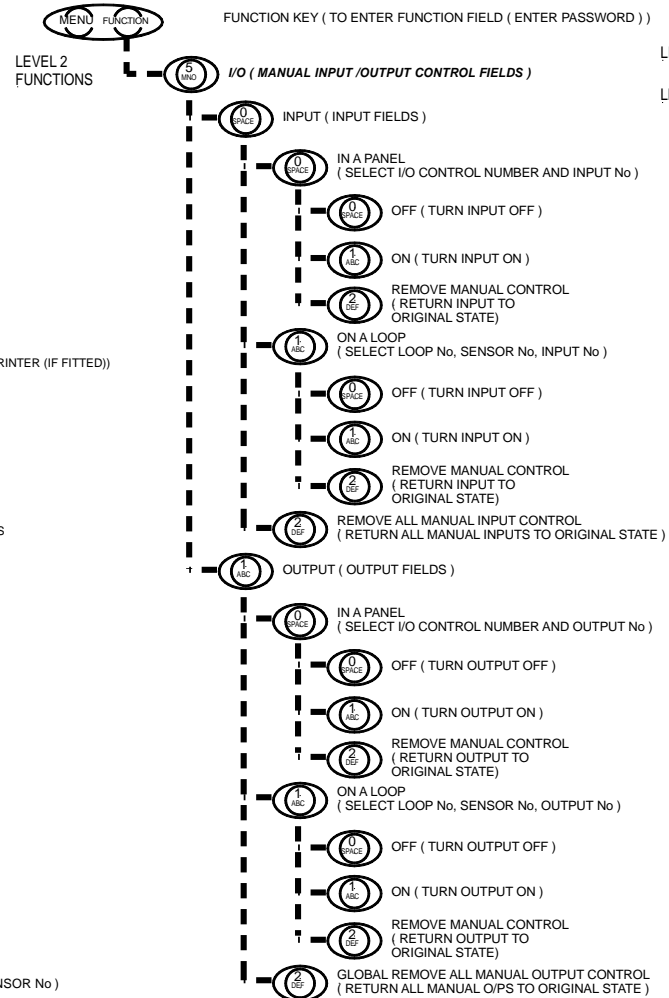 MENU FUNCTION FUNCTION KEY ( TO ENTER FUNCTION FIELD ( ENTER PASSWORD ) )
LEVEL 2
FUNCTIONS
5 MNO I/O ( MANUAL INPUT /OUTPUT CONTROL FIELDS )
0 SPACE INPUT ( INPUT FIELDS )
0 SPACE IN A PANEL
( SELECT I/O CONTROL NUMBER AND INPUT No )
0 SPACE OFF ( TURN INPUT OFF )
1 ABC ON ( TURN INPUT ON )
2 DEF REMOVE MANUAL CONTROL
( RETURN INPUT TO
ORIGINAL STATE)
1 ABC ON A LOOP
( SELECT LOOP No, SENSOR No, INPUT No )
RINTER (IF FITTED))
0 SPACE OFF ( TURN INPUT OFF )
1 ABC ON ( TURN INPUT ON )
2 DEF REMOVE MANUAL CONTROL
( RETURN INPUT TO
ORIGINAL STATE)
2 DEF REMOVE ALL MANUAL INPUT CONTROL
( RETURN ALL MANUAL INPUTS TO ORIGINAL STATE )
S
1 ABC OUTPUT ( OUTPUT FIELDS )
0 SPACE IN A PANEL
( SELECT I/O CONTROL NUMBER AND OUTPUT No )
0 SPACE OFF ( TURN OUTPUT OFF )
1 ABC ON ( TURN OUTPUT ON )
2 DEF REMOVE MANUAL CONTROL
( RETURN OUTPUT TO
ORIGINAL STATE)
1 ABC ON A LOOP
( SELECT LOOP No, SENSOR No, OUTPUT No )
0 SPACE OFF ( TURN OUTPUT OFF )
1 ABC ON ( TURN OUTPUT ON )
2 DEF REMOVE MANUAL CONTROL
( RETURN OUTPUT TO
ORIGINAL STATE)
2 DEF GLOBAL REMOVE ALL MANUAL OUTPUT CONTROL
( RETURN ALL MANUAL O/PS TO ORIGINAL STATE )
NSOR No )